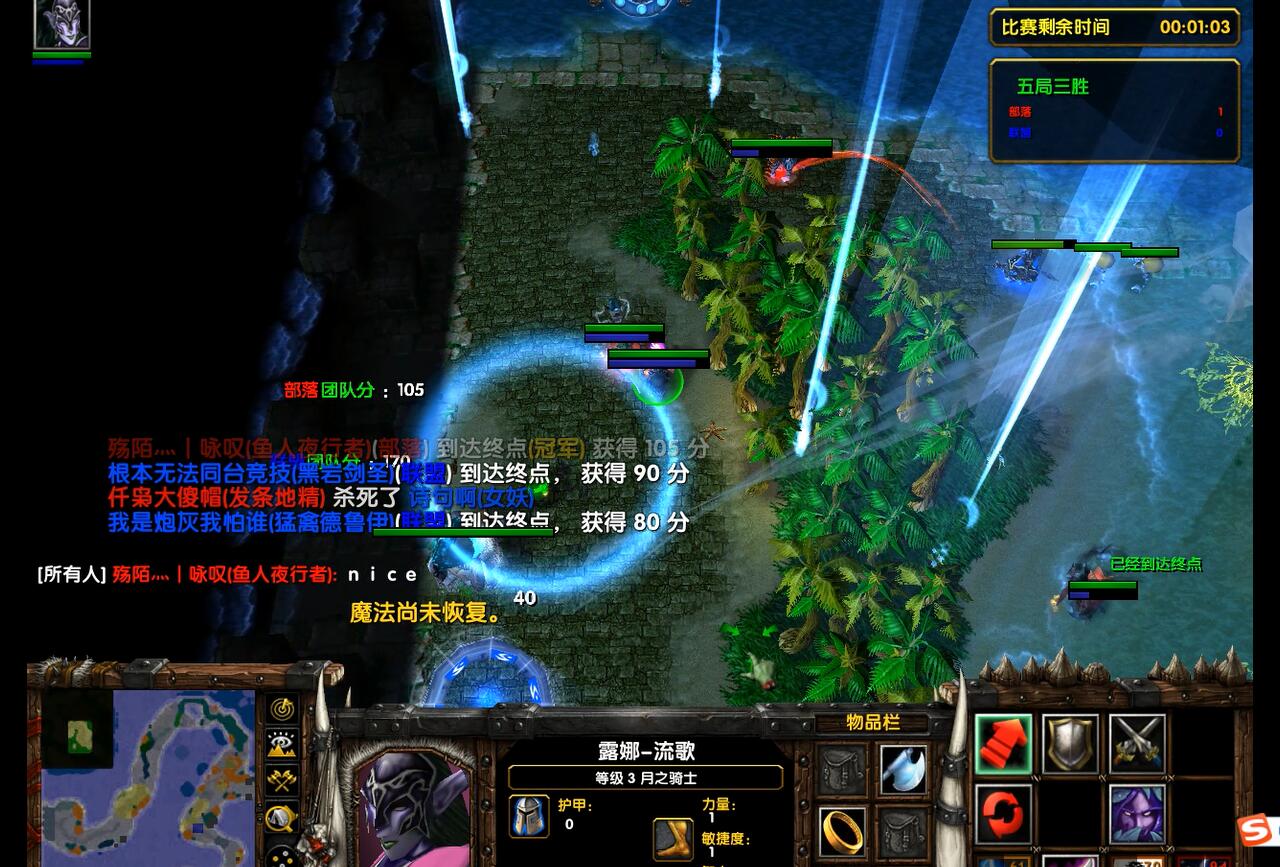 比赛剩余时间 00:01:03
五局三胜
部落 1
联盟 0
部落团队分：105
殇陌灬丨咏叹(鱼人夜行者)(部落) 到达终点(冠军) 获得 105 分
团队分：170
根本无法同台竞技(黑岩剑圣)(联盟) 到达终点， 获得 90 分
仟枭大傻帽(发条地精) 杀死了 诗句啊(女妖)
我是炮灰我怕谁(猛禽德鲁伊)(联盟) 到达终点， 获得 80 分
已经到达终点
[所有人] 殇陌灬丨咏叹(鱼人夜行者): nice
40
魔法尚未恢复。
物品栏
露娜-流歌
等级 3 月之骑士
护甲:
0
力量:
1
敏捷度:
1
S